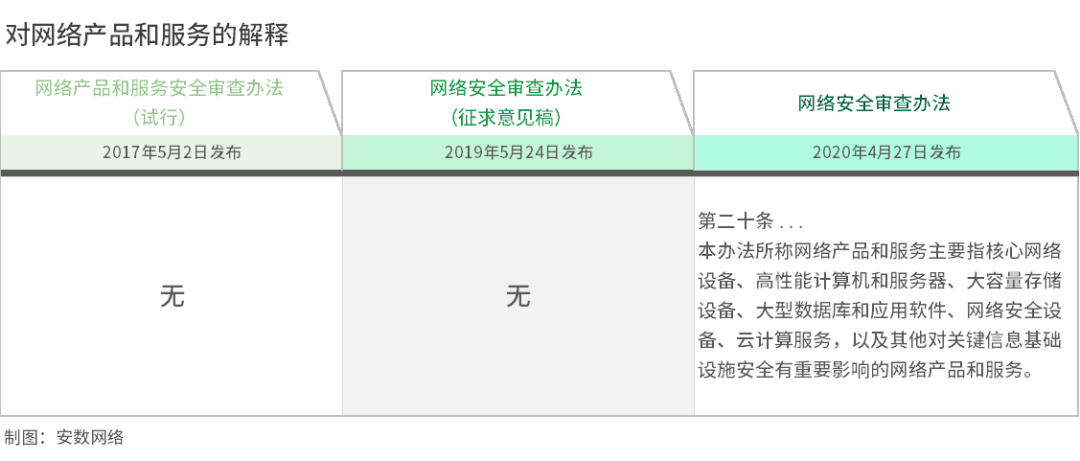 对网络产品和服务的解释
网络产品和服务安全审查办法
（试行）
网络安全审查办法
（征求意见稿）
网络安全审查办法
2017年5月2日发布
2019年5月24日发布
2020年4月27日发布
无
无
第二十条 . . .
本办法所称网络产品和服务主要指核心网络
设备、高性能计算机和服务器、大容量存储
设备、大型数据库和应用软件、网络安全设
备、云计算服务，以及其他对关键信息基础
设施安全有重要影响的网络产品和服务。
制图：安数网络